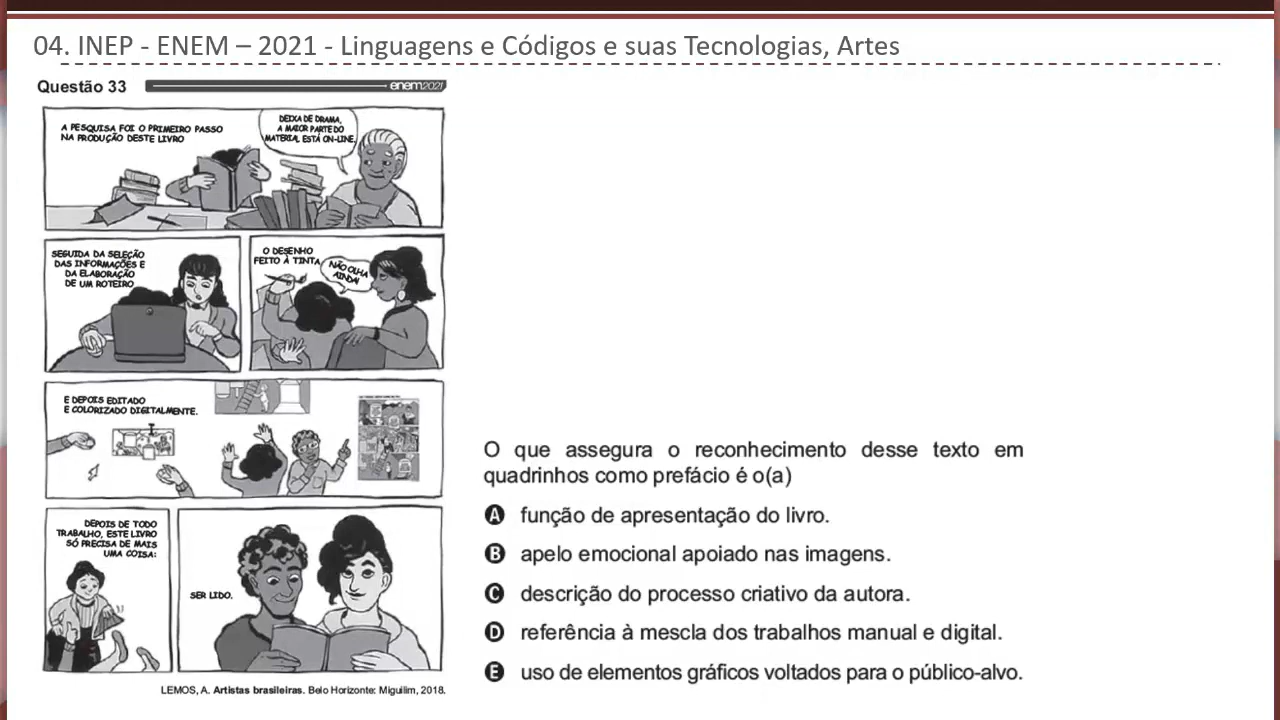 04. INEP - ENEM – 2021 - Linguagens e Códigos e suas Tecnologias, Artes
Questão 33
enem2021
A PESQUISA FOI O PRIMEIRO PASSO
NA PRODUÇÃO DESTE LIVRO
DEIXA DE DRAMA,
A MAIOR PARTE DO
MATERIAL ESTÁ ON-LINE.
SEGUIDA DA SELEÇÃO
DAS INFORMAÇÕES E
DA ELABORAÇÃO
DE UM ROTEIRO
O DESENHO
FEITO À TINTA
NÃO OLHA
AINDA!
E DEPOIS EDITADO
E COLORIZADO DIGITALMENTE.
DEPOIS DE TODO
TRABALHO, ESTE LIVRO
SÓ PRECISA DE MAIS
UMA COISA:
SER LIDO.
LEMOS, A. Artistas brasileiras. Belo Horizonte: Miguilim, 2018.
O que assegura o reconhecimento desse texto em
quadrinhos como prefácio é o(a)
A função de apresentação do livro.
B apelo emocional apoiado nas imagens.
C descrição do processo criativo da autora.
D referência à mescla dos trabalhos manual e digital.
E uso de elementos gráficos voltados para o público-alvo.